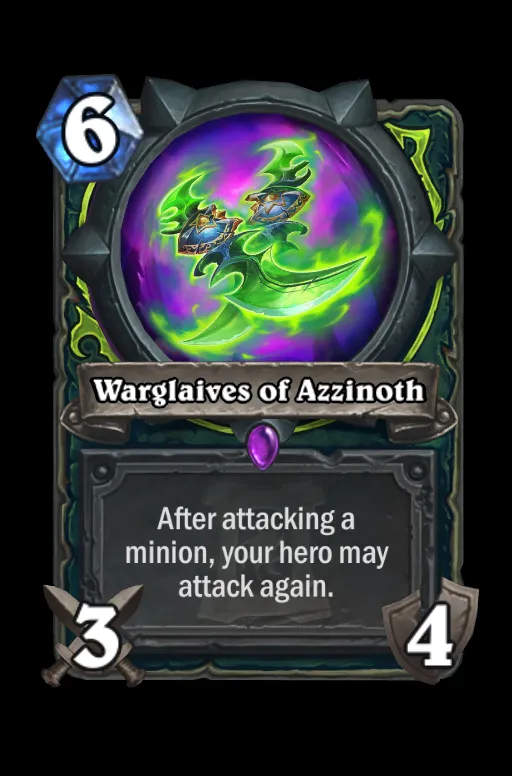 6
Warglaives of Azzinoth
After attacking a
minion, your hero may
attack again.
3
4